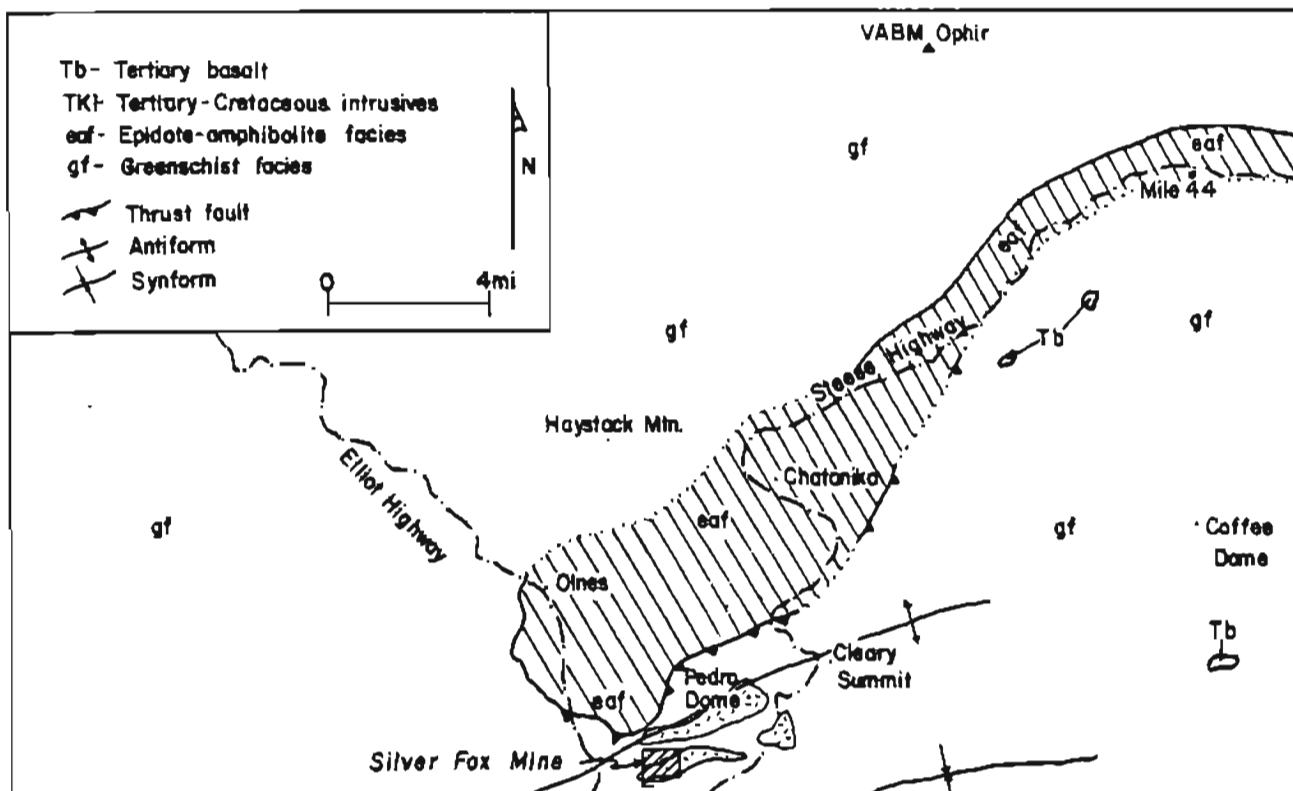 VABM Ophir
Tb- Tertiary basalt
TKI- Tertiary-Cretaceous intrusives
eaf- Epidote-amphibolite facies
gf- Greenschist facies
Thrust fault
Antiform
Synform
N
0 4mi
gf
eaf
Mile 44
eaf
gf
gf
Tb
Steese Highway
Haystack Mtn.
Elliot Highway
Chatanika
gf
eaf
gf
Coffee
Dome
Olnes
Tb
Cleary
Summit
Pedro
Dome
eaf
Silver Fox Mine